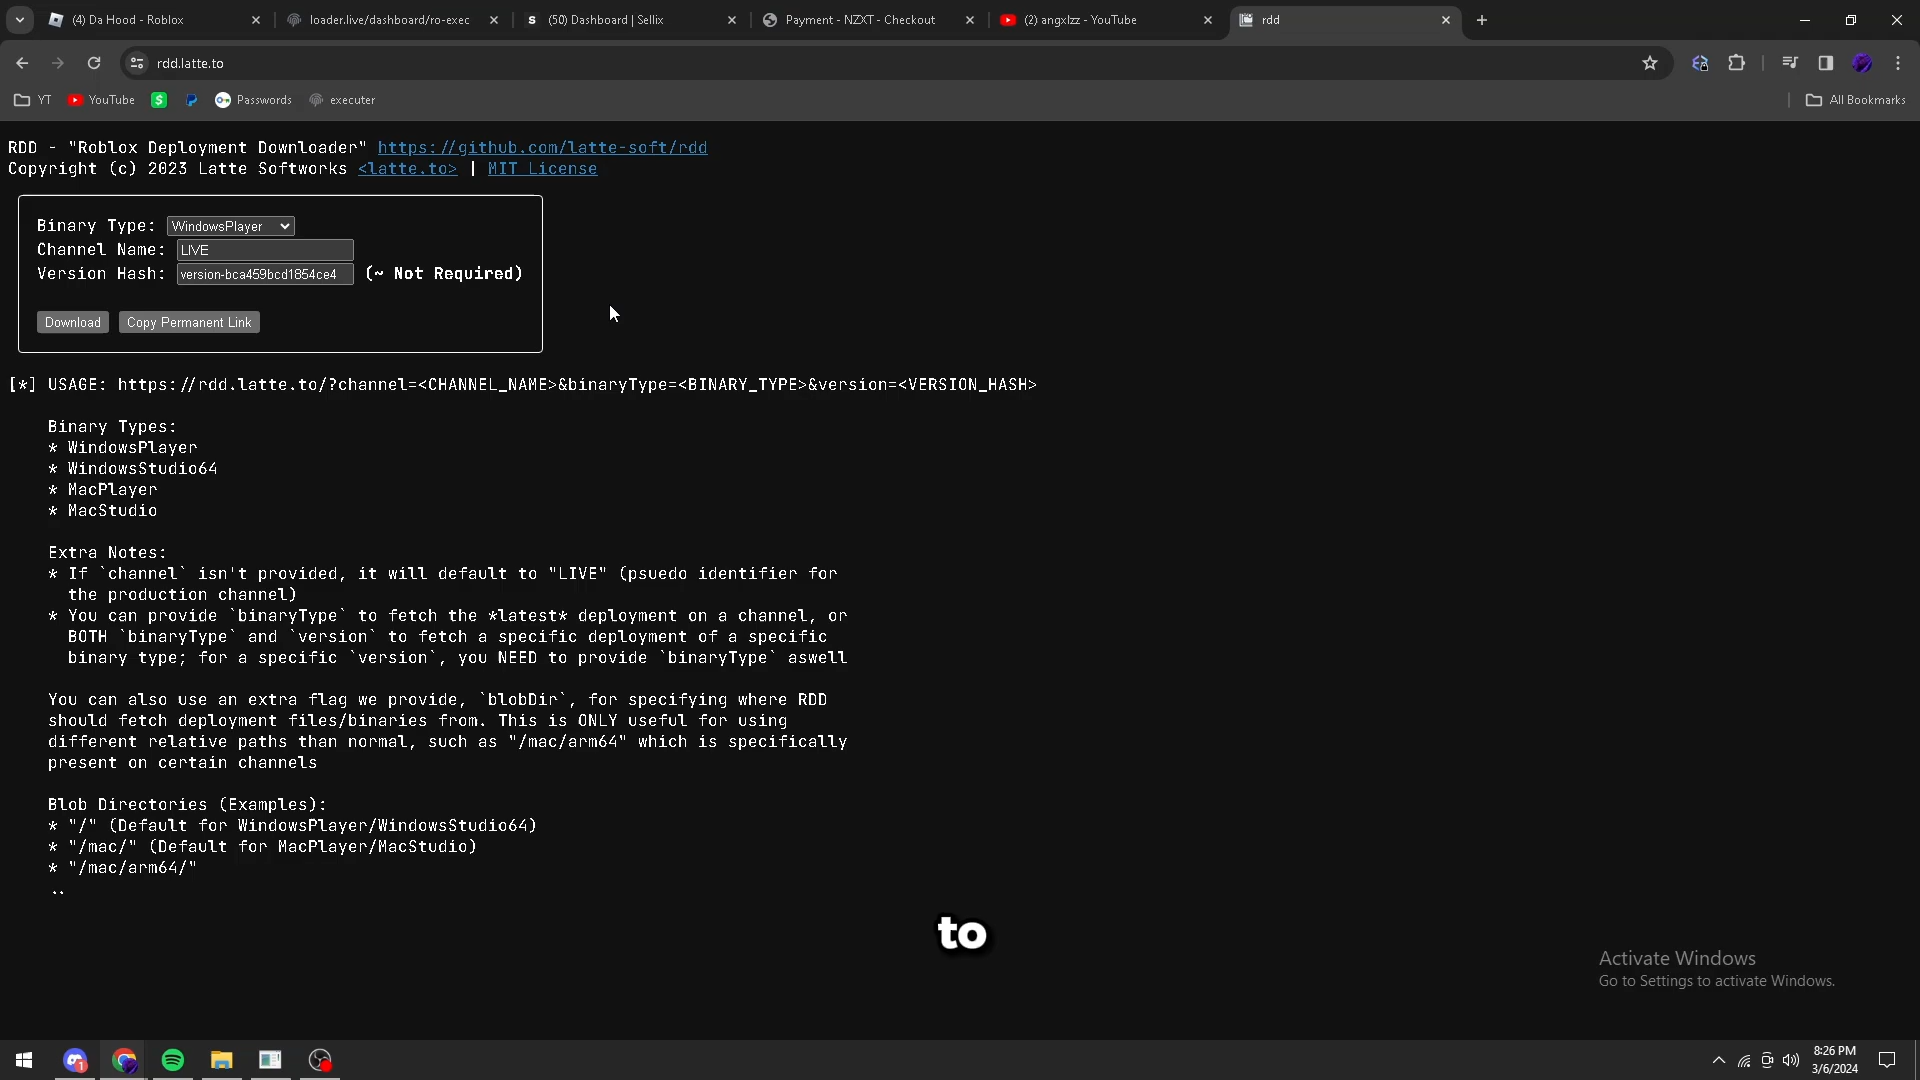 (4) Da Hood - Roblox
loader.live/dashboard/ro-exec
(50) Dashboard | Sellix
Payment - NZXT - Checkout
(2) angxlzz - YouTube
rdd
rdd.latte.to
YT
YouTube
Passwords
executer
All Bookmarks
RDD - "Roblox Deployment Downloader" https://github.com/latte-soft/rdd
Copyright (c) 2023 Latte Softworks <latte.to> | MIT License
Binary Type: WindowsPlayer
Channel Name: LIVE
Version Hash: version-bca459bcd1854ce4 (~ Not Required)
Download Copy Permanent Link
[*] USAGE: https://rdd.latte.to/?channel=<CHANNEL_NAME>&binaryType=<BINARY_TYPE>&version=<VERSION_HASH>
Binary Types:
* WindowsPlayer
* WindowsStudio64
* MacPlayer
* MacStudio
Extra Notes:
* If `channel` isn't provided, it will default to "LIVE" (psuedo identifier for
the production channel)
* You can provide `binaryType` to fetch the *latest* deployment on a channel, or
BOTH `binaryType` and `version` to fetch a specific deployment of a specific
binary type; for a specific `version`, you NEED to provide `binaryType` aswell
You can also use an extra flag we provide, `blobDir`, for specifying where RDD
should fetch deployment files/binaries from. This is ONLY useful for using
different relative paths than normal, such as "/mac/arm64" which is specifically
present on certain channels
Blob Directories (Examples):
* "/" (Default for WindowsPlayer/WindowsStudio64)
* "/mac/" (Default for MacPlayer/MacStudio)
* "/mac/arm64/"
..
to
Activate Windows
Go to Settings to activate Windows.
8:26 PM
3/6/2024